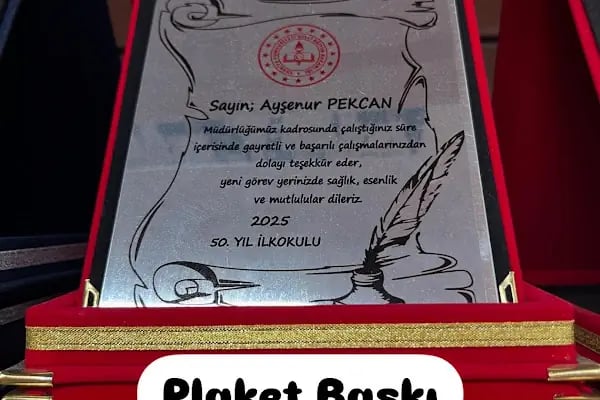 Sayın; Ayşenur PEKCAN
Müdürlüğümüz kadrosunda çalıştığınız süre
içerisinde gayretli ve başarılı çalışmalarınızdan
dolayı teşekkür eder,
yeni görev yerinizde sağlık, esenlik
ve mutlulular dileriz
2025
50. YIL İLKOKULU
Plaket Baskı